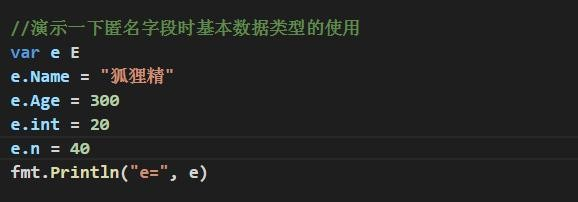 //演示一下匿名字段时基本数据类型的使用
var e E
e.Name = "狐狸精"
e.Age = 300
e.int = 20
e.n = 40
fmt.Println("e=", e)